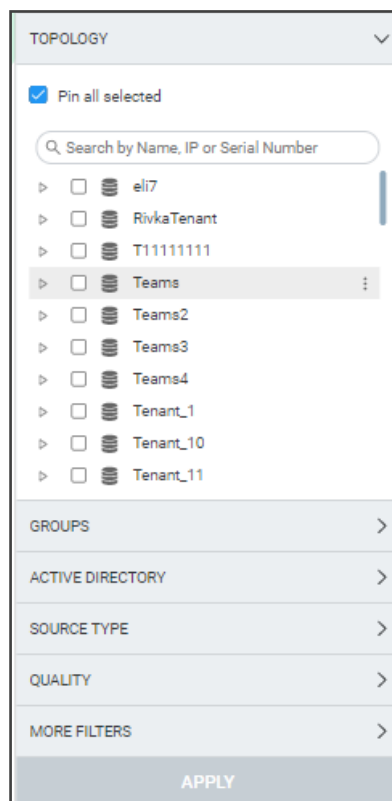 TOPOLOGY
Pin all selected
Search by Name, IP or Serial Number
eli7
RivkaTenant
T11111111
Teams
Teams2
Teams3
Teams4
Tenant_1
Tenant_10
Tenant_11
GROUPS
ACTIVE DIRECTORY
SOURCE TYPE
QUALITY
MORE FILTERS
APPLY